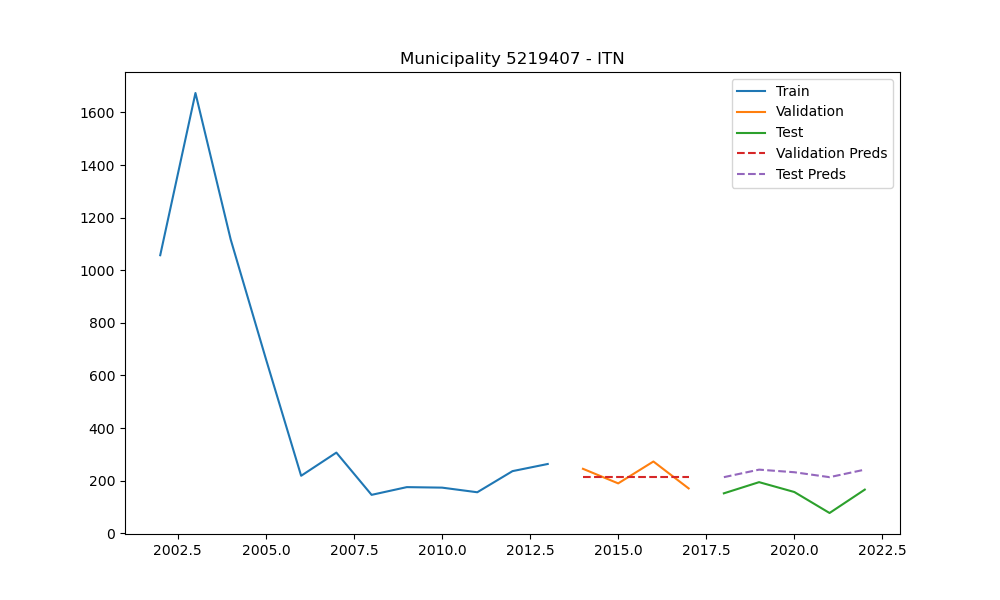 Municipality 5219407 - ITN
Train
Validation
Test
Validation Preds
Test Preds
1600
1400
1200
1000
800
600
400
200
0
2002.5 2005.0 2007.5 2010.0 2012.5 2015.0 2017.5 2020.0 2022.5